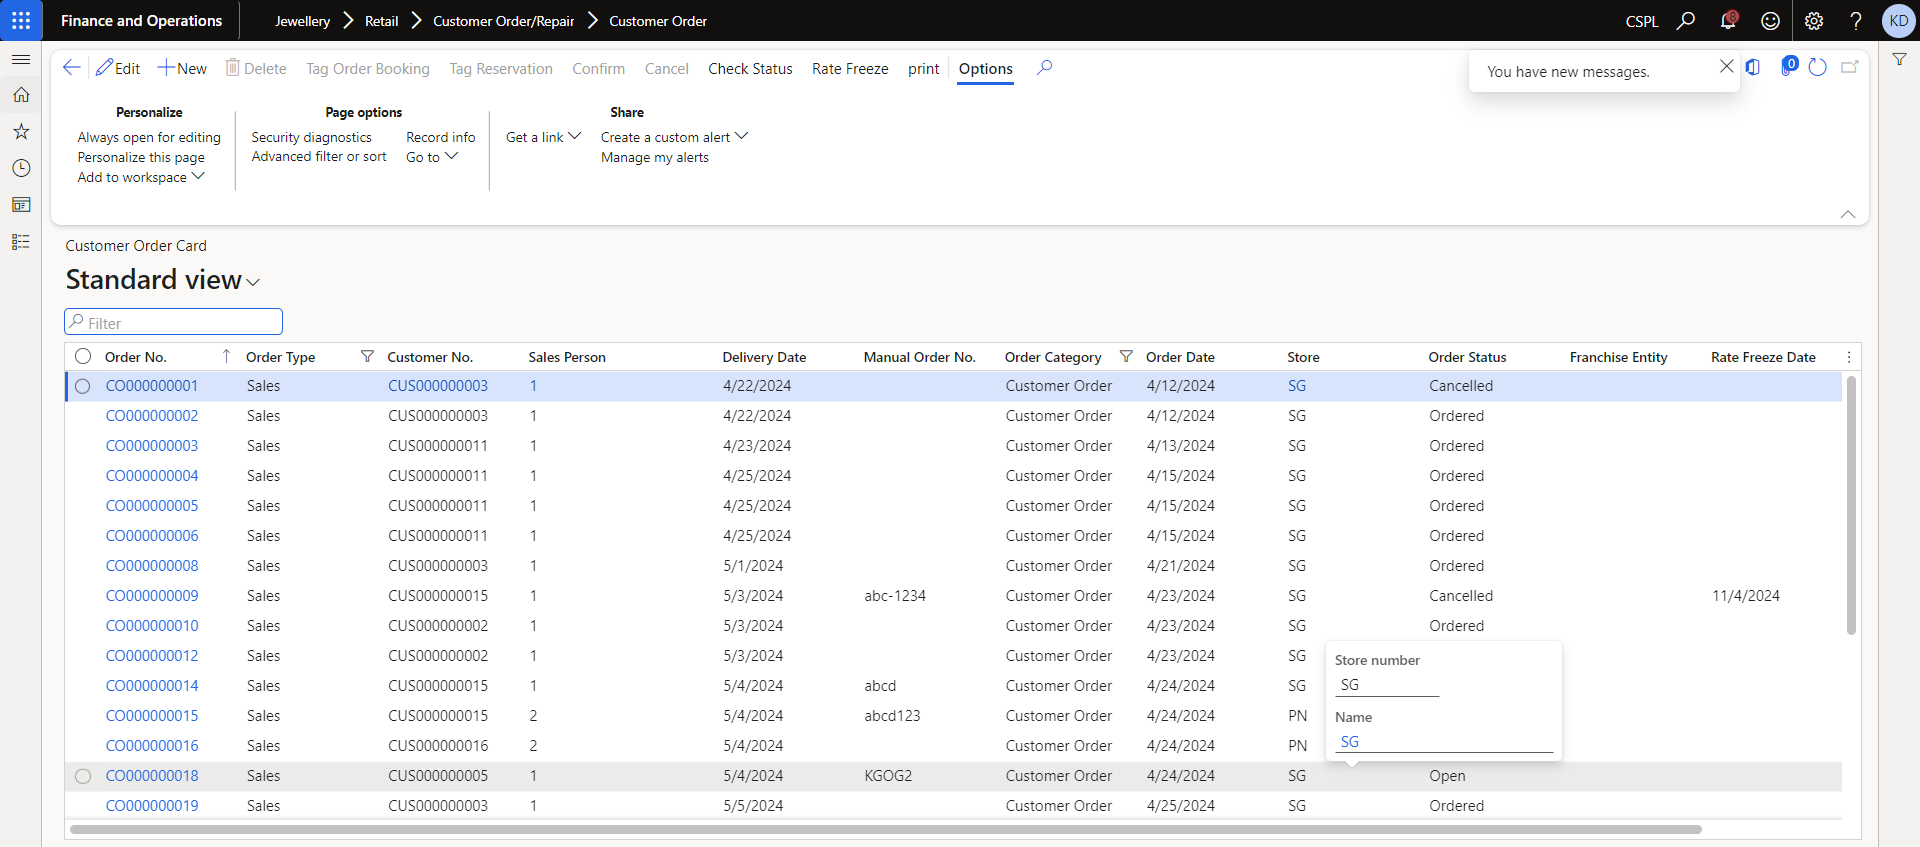 Finance and Operations
Jewellery Retail Customer Order/Repair Customer Order
CSPL 8 ? KD
Edit New Delete Tag Order Booking Tag Reservation Confirm Cancel Check Status Rate Freeze print Options
You have new messages.
0
Personalize
Always open for editing
Personalize this page
Add to workspace
Page options
Security diagnostics
Advanced filter or sort
Record info
Go to
Share
Get a link
Create a custom alert
Manage my alerts
Customer Order Card
Standard view
Filter
Order No. Order Type Customer No. Sales Person Delivery Date Manual Order No. Order Category Order Date Store Order Status Franchise Entity Rate Freeze Date
CO000000001 Sales CUS000000003 1 4/22/2024 Customer Order 4/12/2024 SG Cancelled
CO000000002 Sales CUS000000003 1 4/22/2024 Customer Order 4/12/2024 SG Ordered
CO000000003 Sales CUS000000011 1 4/23/2024 Customer Order 4/13/2024 SG Ordered
CO000000004 Sales CUS000000011 1 4/25/2024 Customer Order 4/15/2024 SG Ordered
CO000000005 Sales CUS000000011 1 4/25/2024 Customer Order 4/15/2024 SG Ordered
CO000000006 Sales CUS000000011 1 4/25/2024 Customer Order 4/15/2024 SG Ordered
CO000000008 Sales CUS000000003 1 5/1/2024 Customer Order 4/21/2024 SG Ordered
CO000000009 Sales CUS000000015 1 5/3/2024 abc-1234 Customer Order 4/23/2024 SG Cancelled 11/4/2024
CO000000010 Sales CUS000000002 1 5/3/2024 Customer Order 4/23/2024 SG Ordered
CO000000012 Sales CUS000000002 1 5/3/2024 Customer Order 4/23/2024 SG
CO000000014 Sales CUS000000015 1 5/4/2024 abcd Customer Order 4/24/2024 SG
CO000000015 Sales CUS000000015 2 5/4/2024 abcd123 Customer Order 4/24/2024 PN
CO000000016 Sales CUS000000016 2 5/4/2024 Customer Order 4/24/2024 PN
CO000000018 Sales CUS000000005 1 5/4/2024 KGOG2 Customer Order 4/24/2024 SG Open
CO000000019 Sales CUS000000003 1 5/5/2024 Customer Order 4/25/2024 SG Ordered
Store number
SG
Name
SG